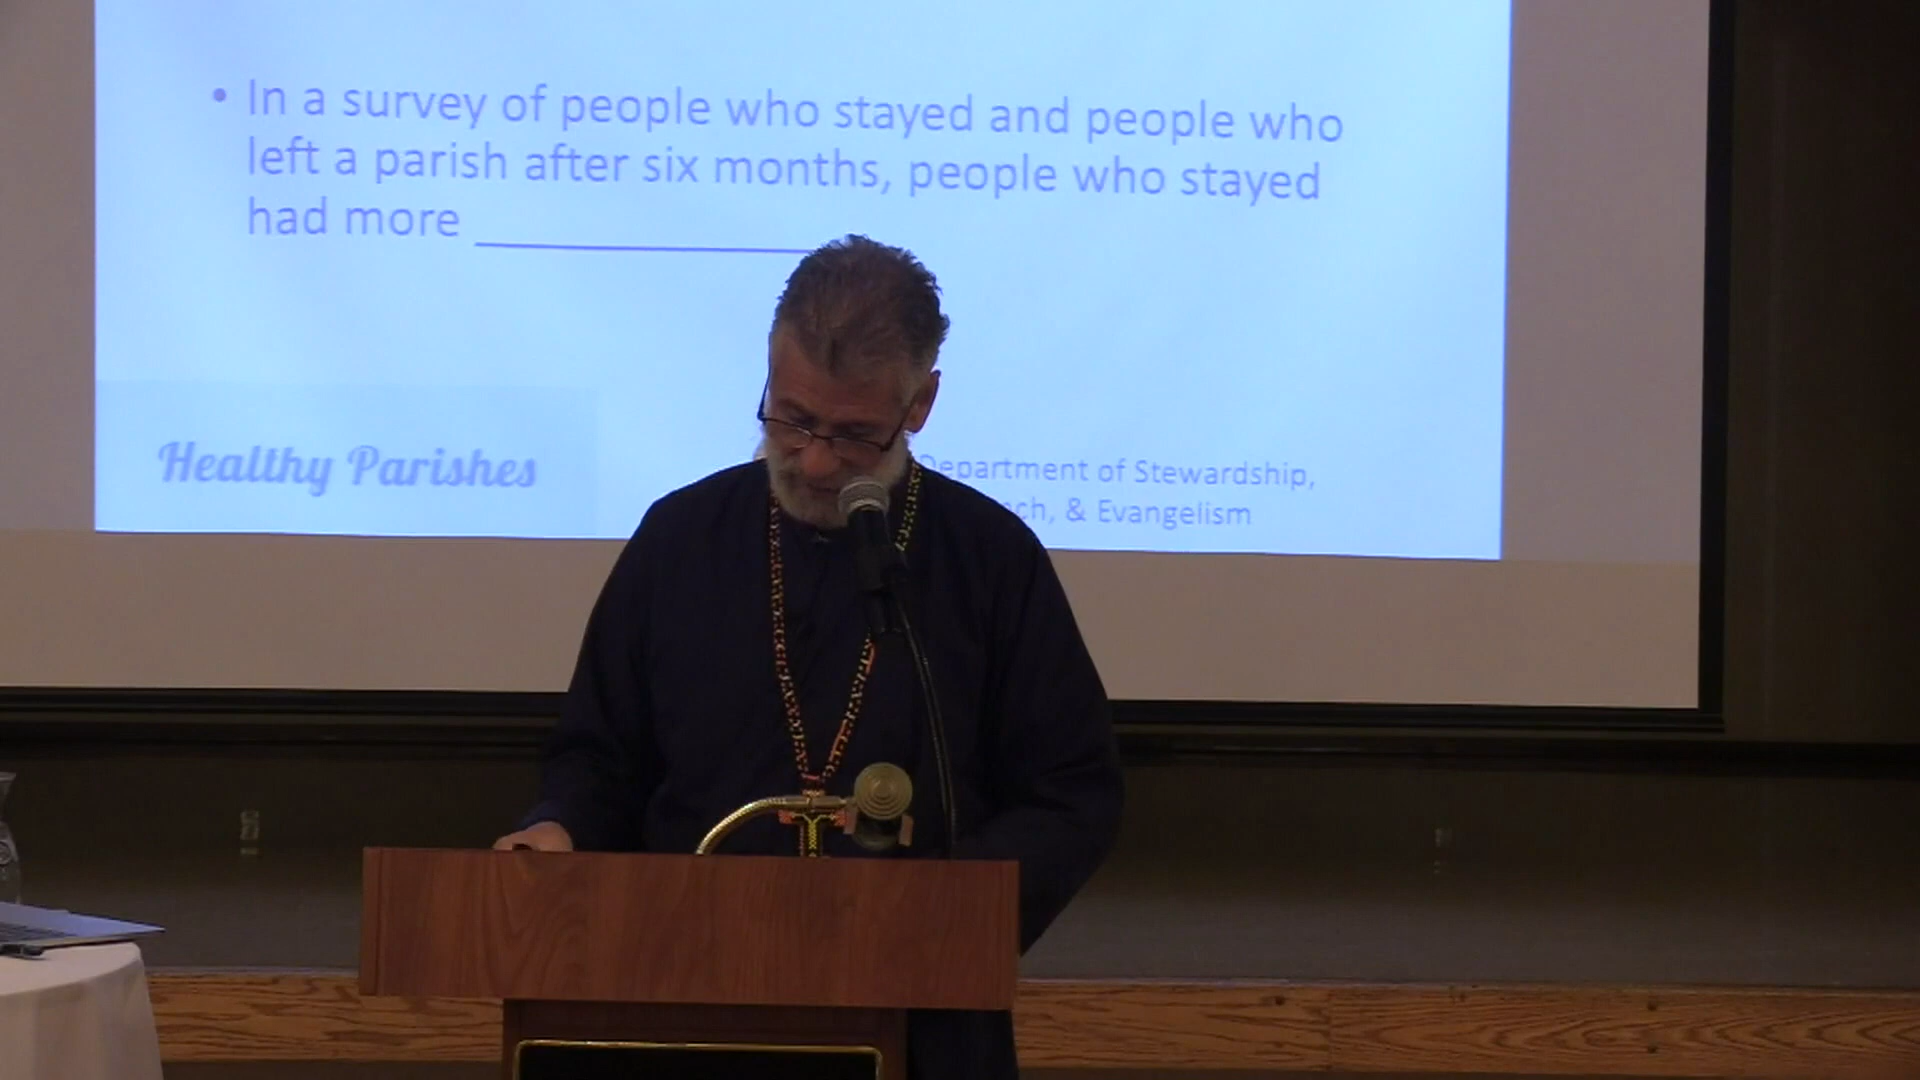 • In a survey of people who stayed and people who
left a parish after six months, people who stayed
had more _______________
Healthy Parishes
Department of Stewardship,
& Evangelism